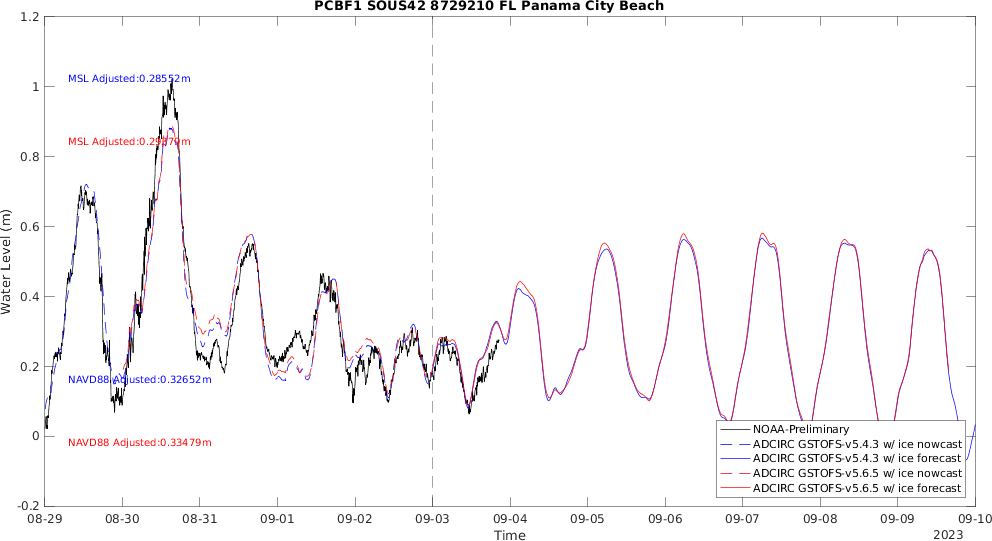 PCBF1 SOUS42 8729210 FL Panama City Beach
1.2
1
0.8
0.6
0.4
0.2
0
-0.2
Water Level (m)
MSL Adjusted:0.28552m
MSL Adjusted:
NAVD88 Adjusted:0.32652m
NAVD88 Adjusted:0.33479m
NOAA-Preliminary
ADCIRC GSTOFS-v5.4.3 w/ ice nowcast
ADCIRC GSTOFS-v5.4.3 w/ ice forecast
ADCIRC GSTOFS-v5.6.5 w/ ice nowcast
ADCIRC GSTOFS-v5.6.5 w/ ice forecast
08-29 08-30 08-31 09-01 09-02 09-03 09-04 09-05 09-06 09-07 09-08 09-09 09-10
Time
2023